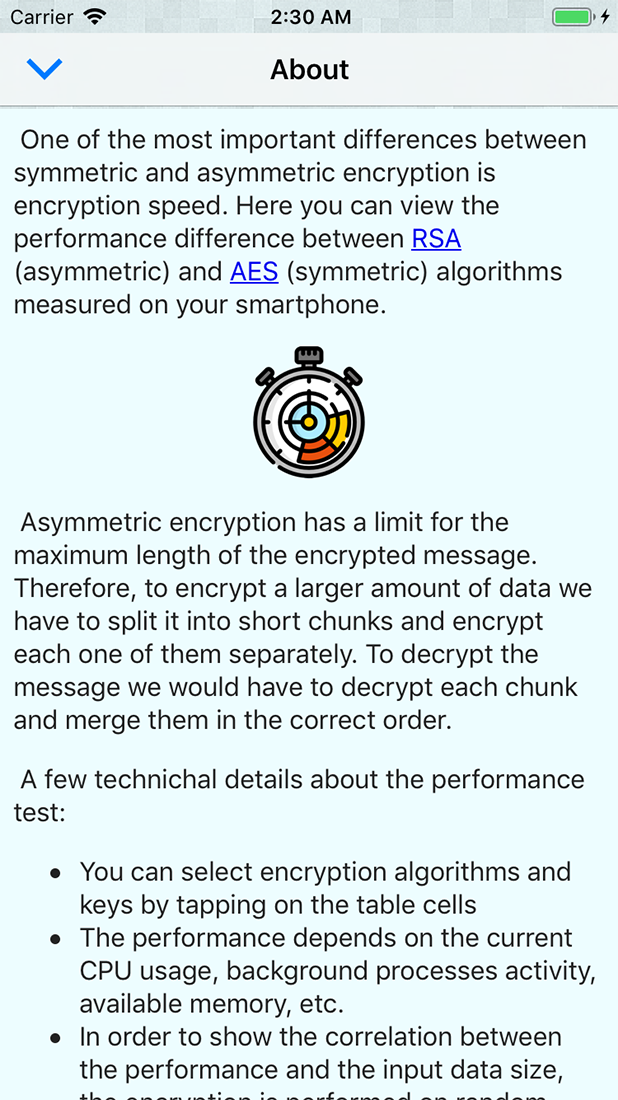 Carrier 2:30 AM
About
One of the most important differences between
symmetric and asymmetric encryption is
encryption speed. Here you can view the
performance difference between RSA
(asymmetric) and AES (symmetric) algorithms
measured on your smartphone.
Asymmetric encryption has a limit for the
maximum length of the encrypted message.
Therefore, to encrypt a larger amount of data we
have to split it into short chunks and encrypt
each one of them separately. To decrypt the
message we would have to decrypt each chunk
and merge them in the correct order.
A few technichal details about the performance
test:
• You can select encryption algorithms and
keys by tapping on the table cells
• The performance depends on the current
CPU usage, background processes activity,
available memory, etc.
• In order to show the correlation between
the performance and the input data size,
the encryption is performed on random